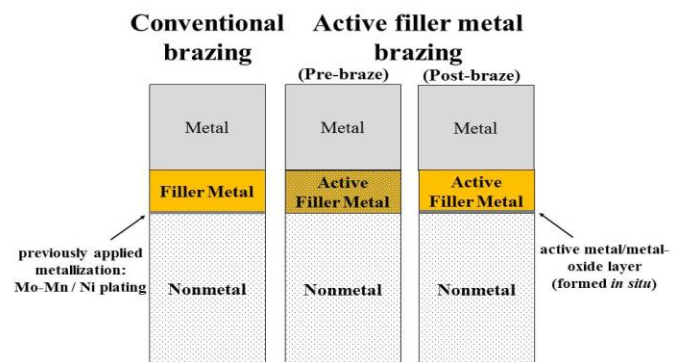 Conventional
brazing
Active filler metal
brazing
(Pre-braze)
(Post-braze)
Metal
Metal
Metal
Filler Metal
Active
Filler Metal
Active
Filler Metal
previously applied
metallization:
Mo-Mn / Ni plating
Nonmetal
Nonmetal
Nonmetal
active metal/metal-
oxide layer
(formed in situ)